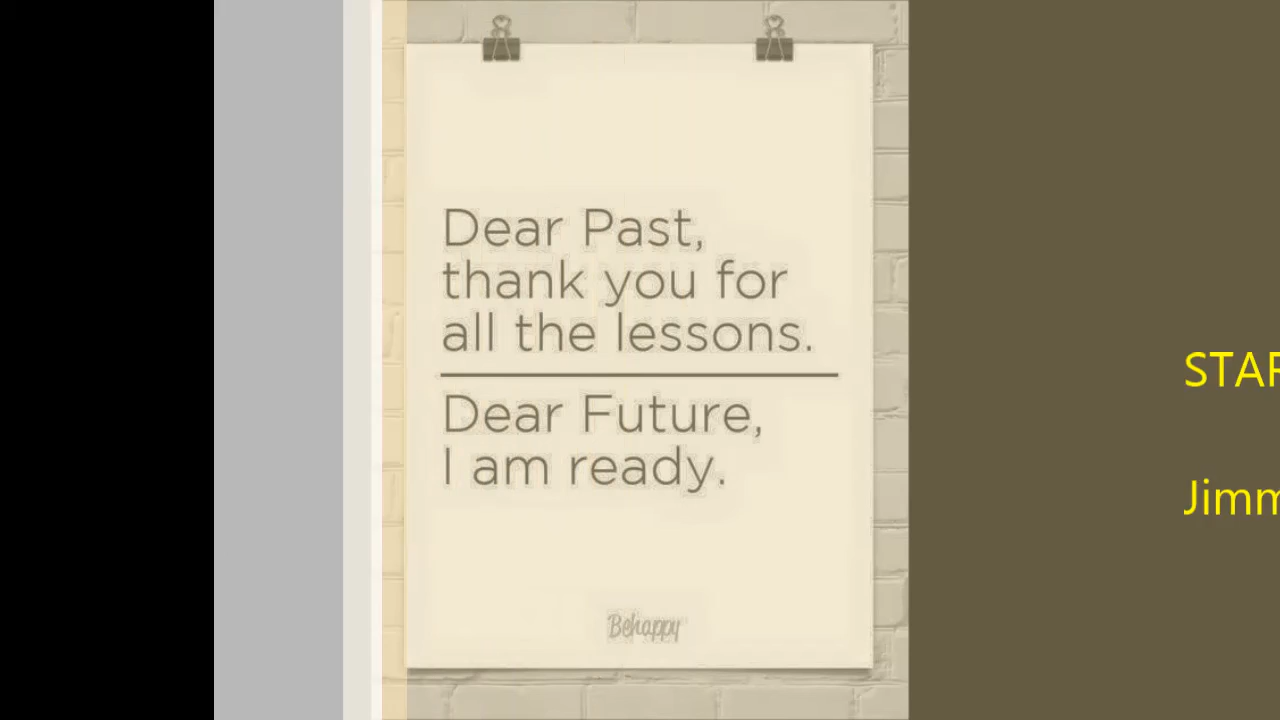 Dear Past,
thank you for
all the lessons.
Dear Future,
I am ready.
Behappy